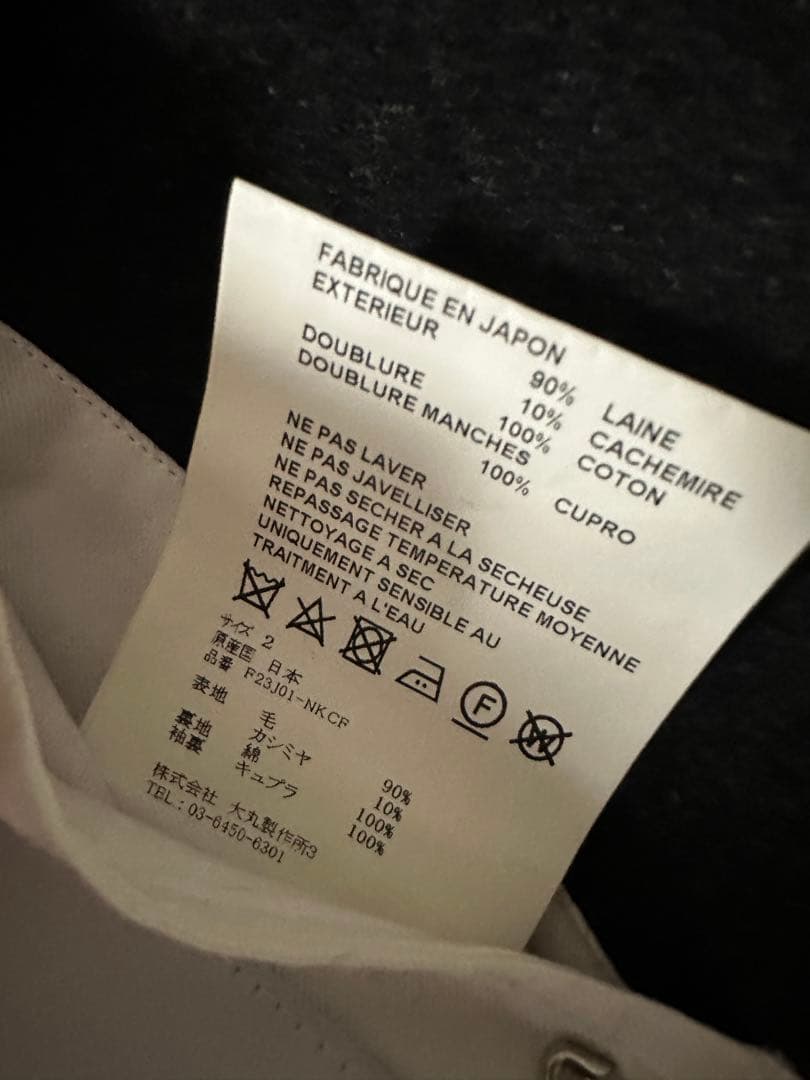 FABRIQUE EN JAPON
EXTERIEUR 90% LAINE
10% CACHEMIRE
DOUBLURE 100% COTON
DOUBLURE MANCHES 100% CUPRO
NE PAS LAVER
NE PAS JAVELLISER
NE PAS SECHER A LA SECHEUSE
REPASSAGE TEMPERATURE MOYENNE
NETTOYAGE A SEC
UNIQUEMENT SENSIBLE AU
TRAITMENT A L'EAU
F W
サイズ 2
原産国 日本
品番 F23J01-NKCF
表地 毛 90%
カシミヤ 10%
裏地 綿 100%
袖裏 キュプラ 100%
株式会社 大丸製作所3
TEL:03-6450-6301